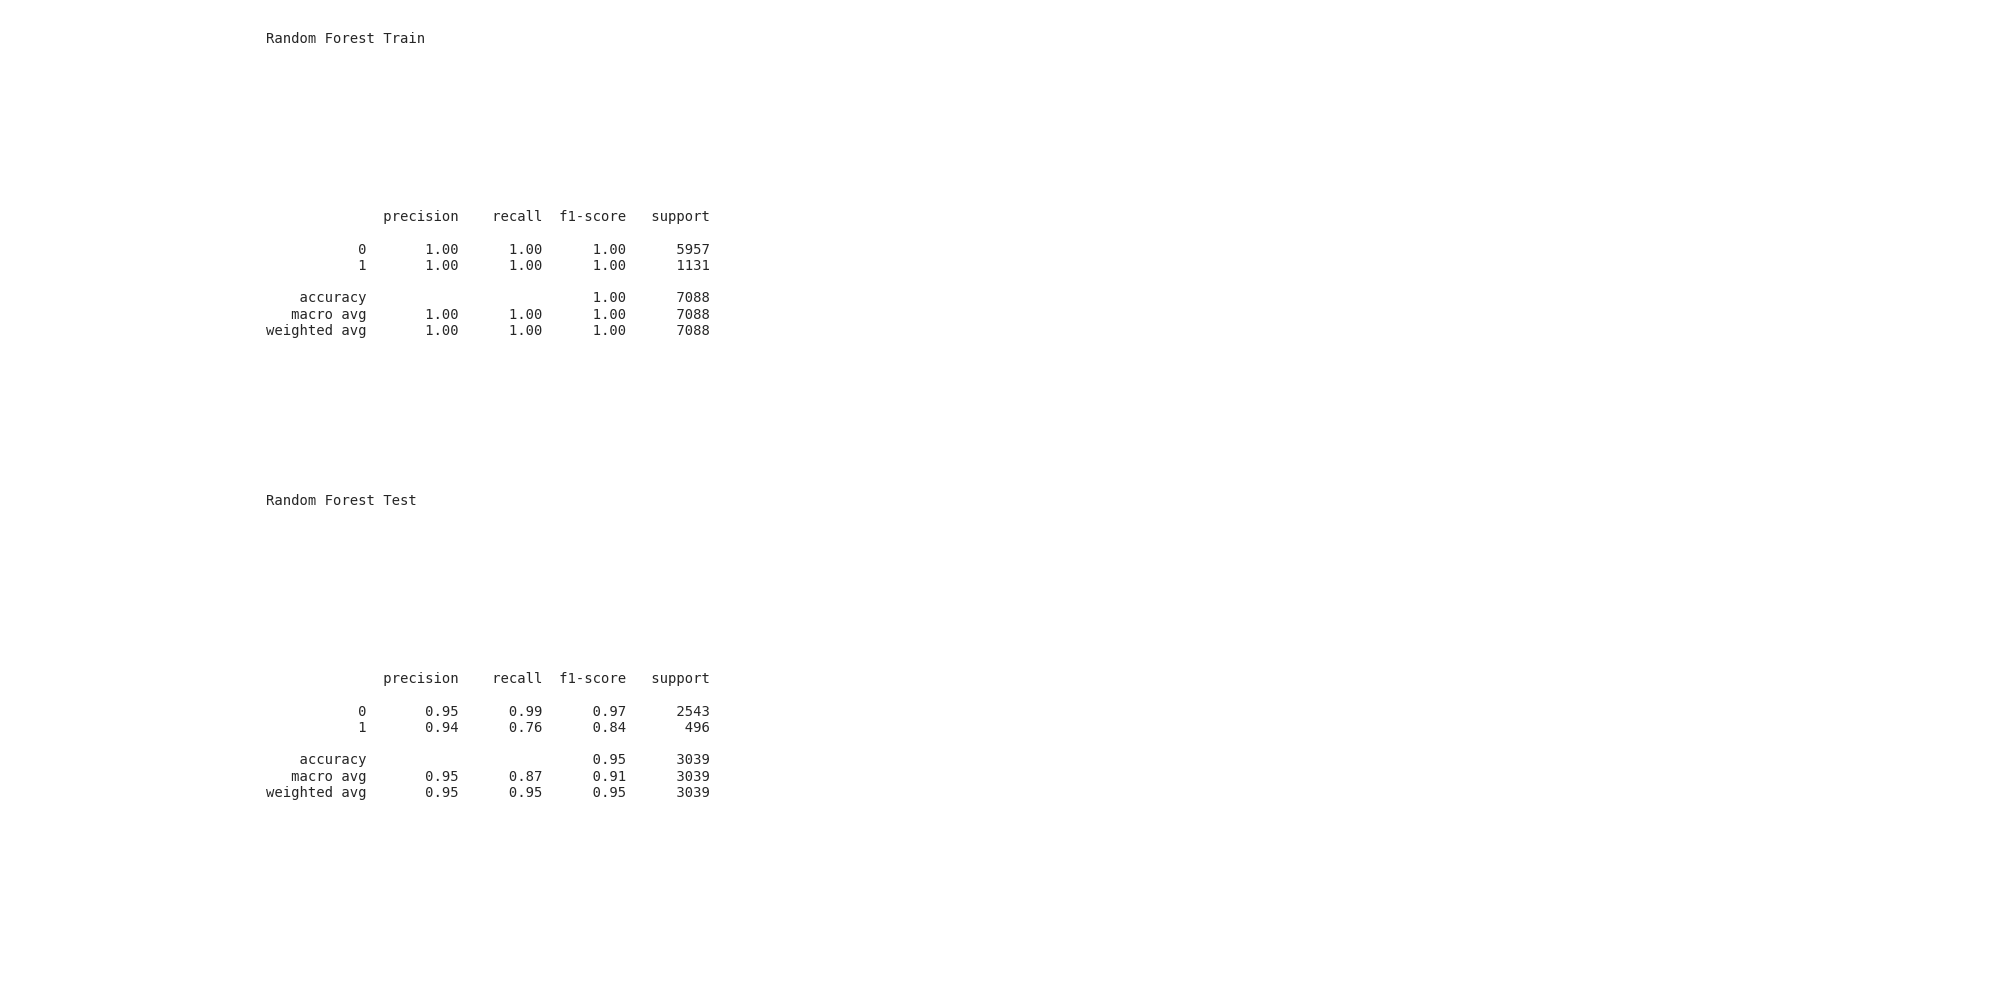 Random Forest Train
precision recall f1-score support
0 1.00 1.00 1.00 5957
1 1.00 1.00 1.00 1131
accuracy 1.00 7088
macro avg 1.00 1.00 1.00 7088
weighted avg 1.00 1.00 1.00 7088
Random Forest Test
precision recall f1-score support
0 0.95 0.99 0.97 2543
1 0.94 0.76 0.84 496
accuracy 0.95 3039
macro avg 0.95 0.87 0.91 3039
weighted avg 0.95 0.95 0.95 3039